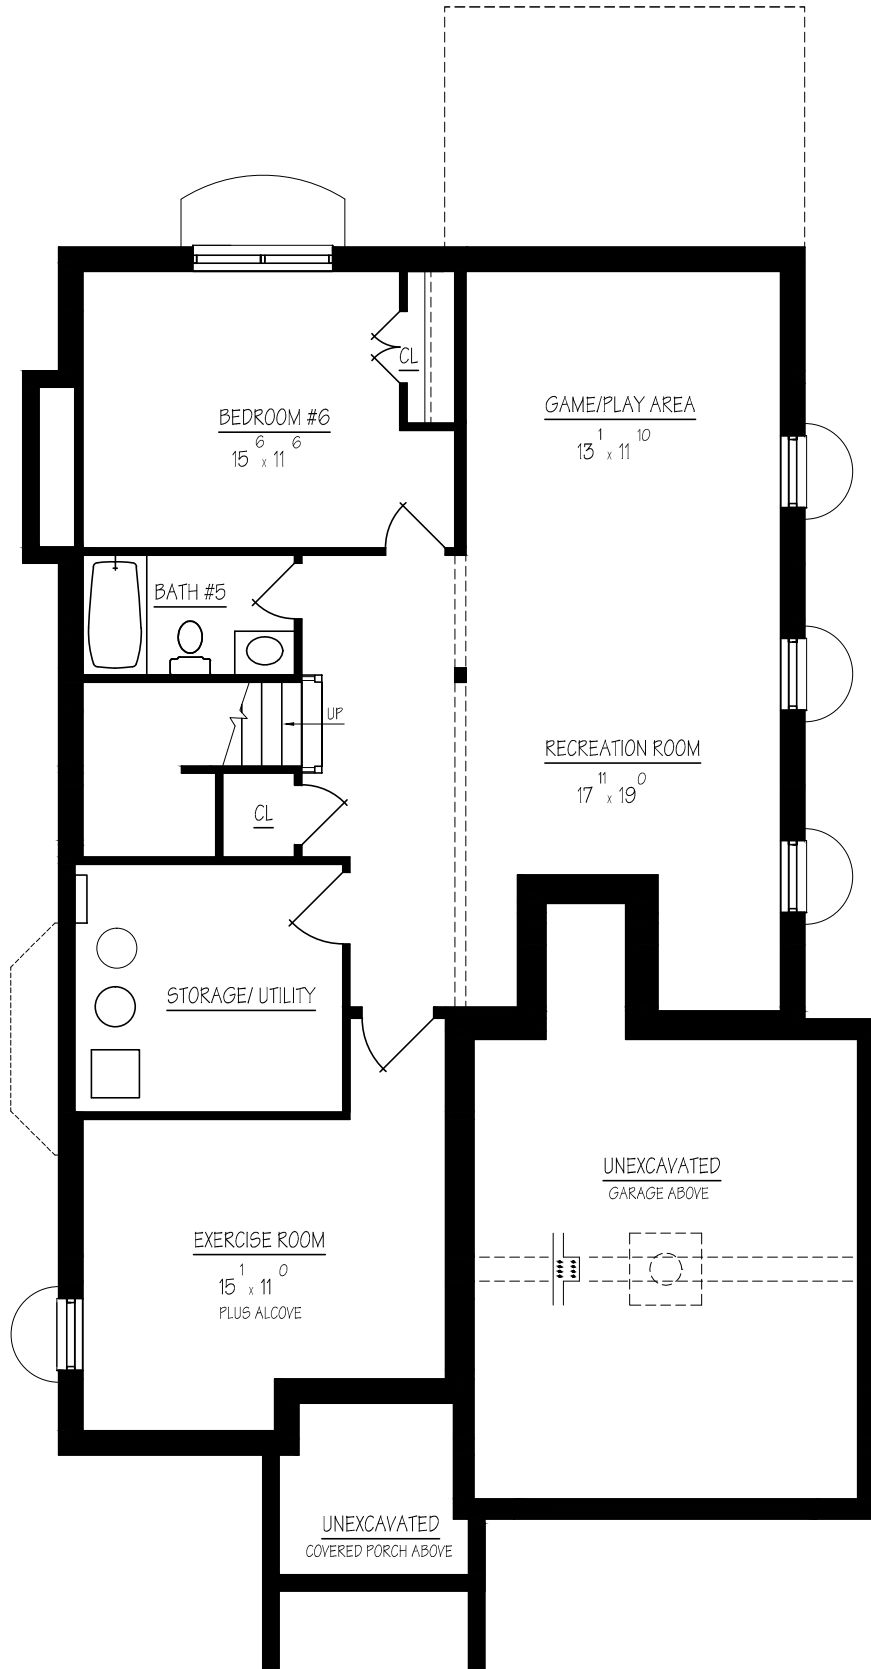 CL
BEDROOM #6
15 6 x 11 6
GAME/PLAY AREA
13 1 x 11 10
BATH #5
UP
RECREATION ROOM
17 11 x 19 0
CL
STORAGE/ UTILITY
UNEXCAVATED
GARAGE ABOVE
EXERCISE ROOM
15 1 x 11 0
PLUS ALCOVE
UNEXCAVATED
COVERED PORCH ABOVE